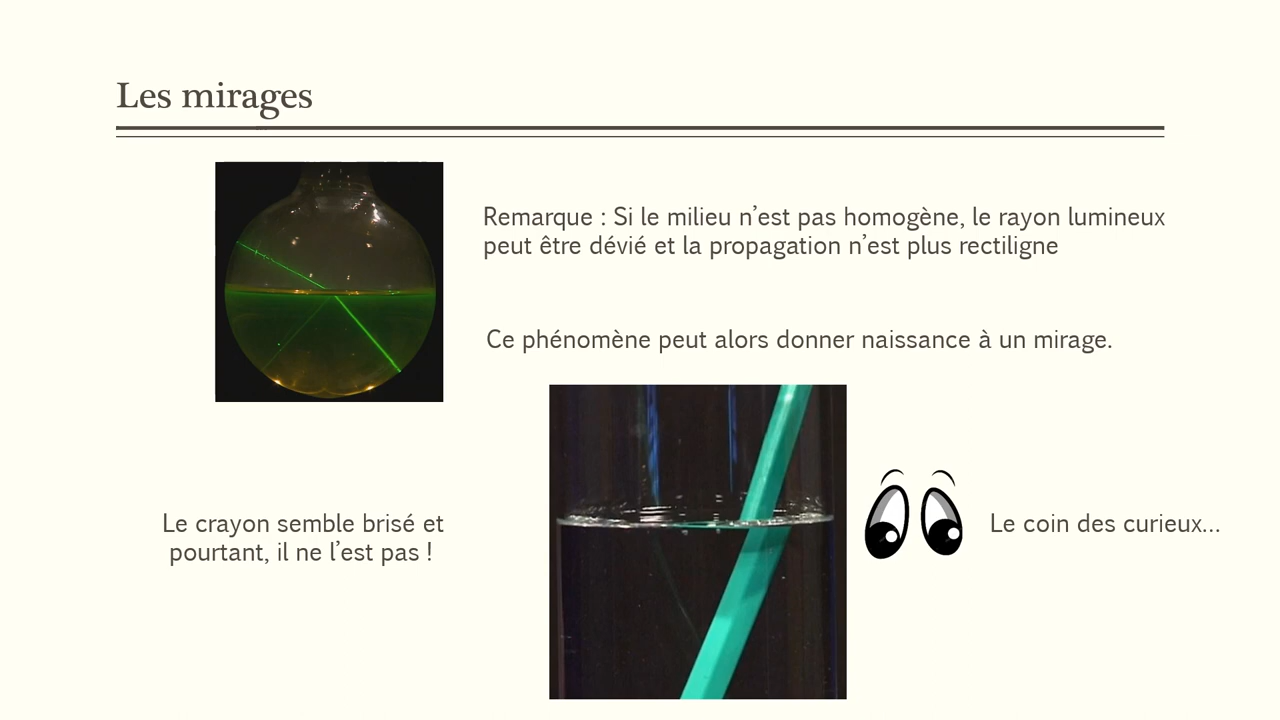 Les mirages
Remarque : Si le milieu n’est pas homogène, le rayon lumineux
peut être dévié et la propagation n’est plus rectiligne
Ce phénomène peut alors donner naissance à un mirage.
Le crayon semble brisé et
pourtant, il ne l’est pas !
Le coin des curieux...